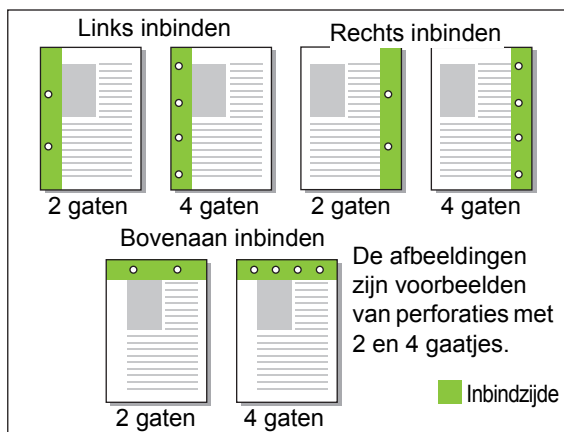 Links inbinden
Rechts inbinden
2 gaten
4 gaten
2 gaten
4 gaten
Bovenaan inbinden
De afbeeldingen
zijn voorbeelden
van perforaties met
2 en 4 gaatjes.
Inbindzijde
2 gaten
4 gaten